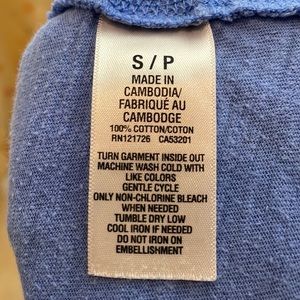 S / P
MADE IN
CAMBODIA/
FABRIQUÉ AU
CAMBODGE
100% COTTON/COTON
RN121726 CA53201
TURN GARMENT INSIDE OUT
MACHINE WASH COLD WITH
LIKE COLORS
GENTLE CYCLE
ONLY NON-CHLORINE BLEACH
WHEN NEEDED
TUMBLE DRY LOW
COOL IRON IF NEEDED
DO NOT IRON ON
EMBELLISHMENT